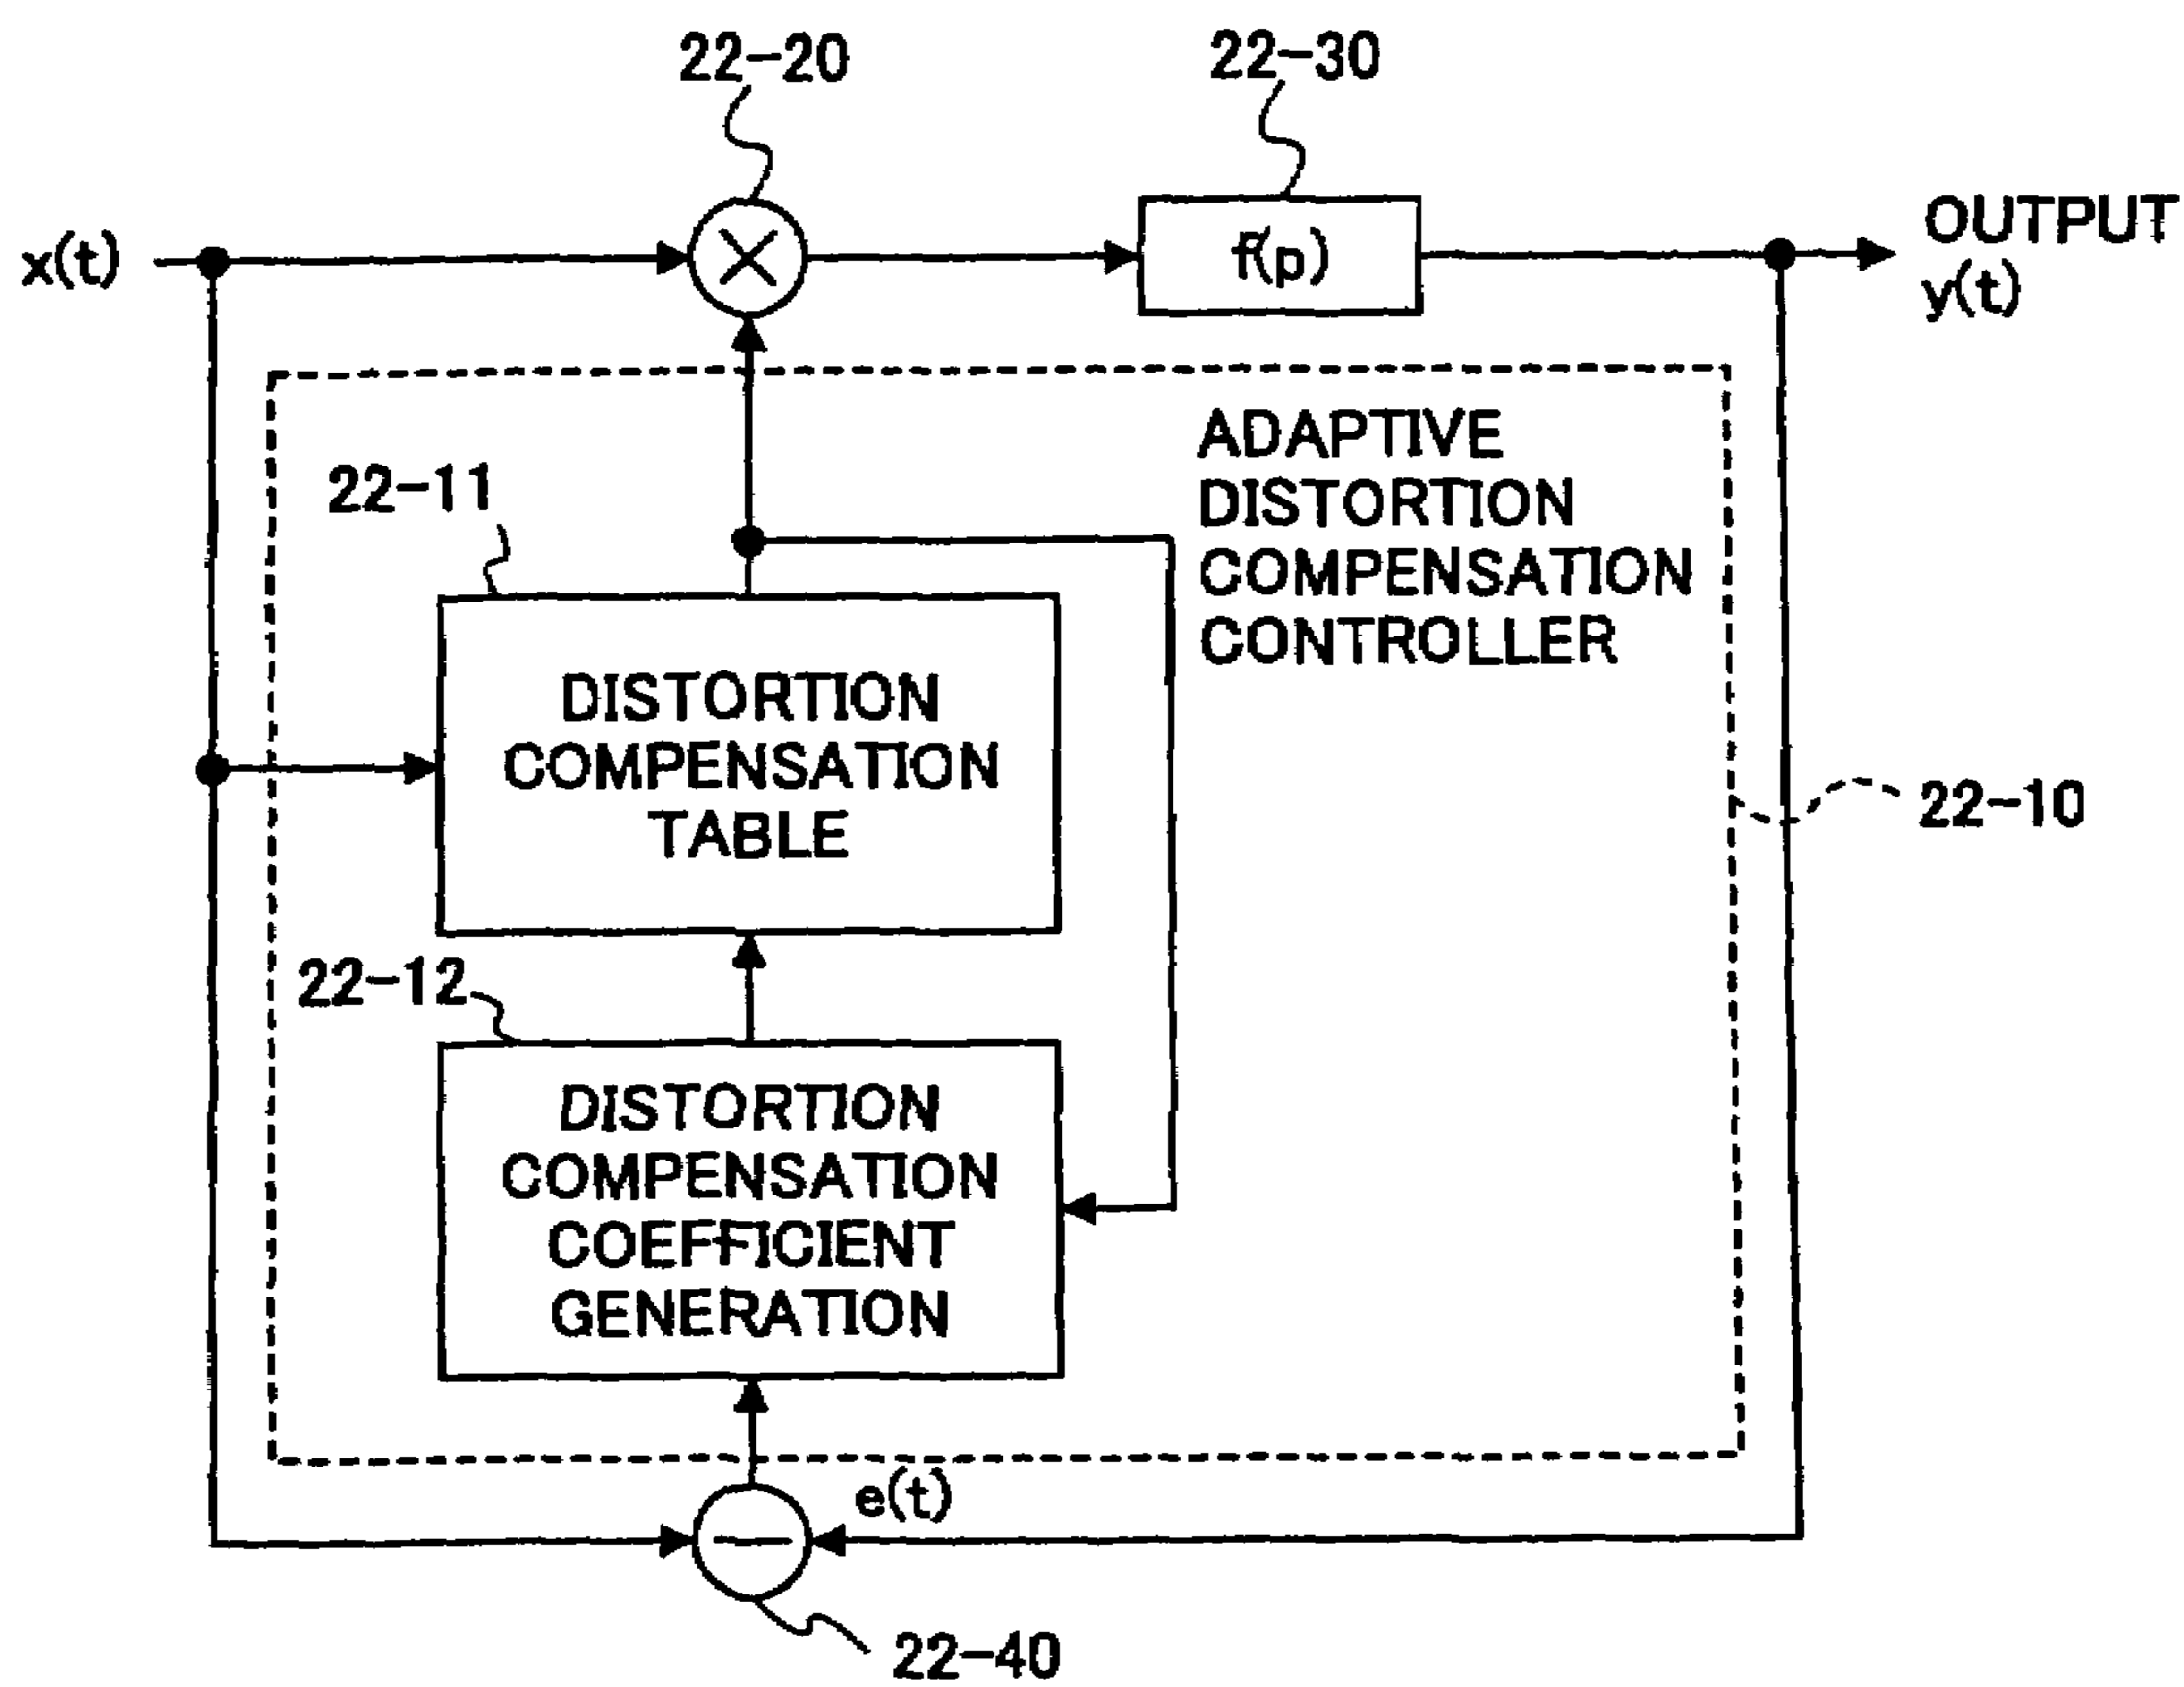 22-20
22-30
x(t)
f(p)
OUTPUT
y(t)
ADAPTIVE
DISTORTION
COMPENSATION
CONTROLLER
22-11
DISTORTION
COMPENSATION
TABLE
22-10
22-12
DISTORTION
COMPENSATION
COEFFICIENT
GENERATION
e(t)
22-40